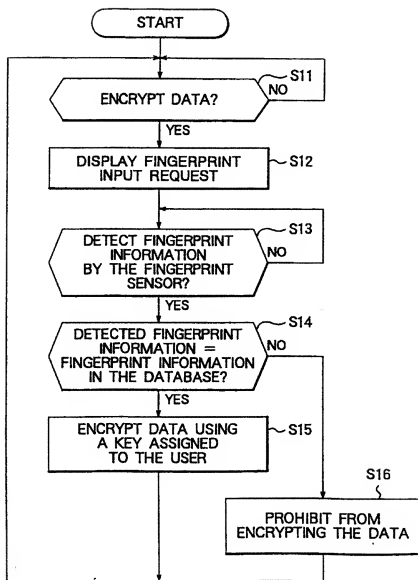 START
S11
ENCRYPT DATA?
NO
YES
S12
DISPLAY FINGERPRINT
INPUT REQUEST
S13
DETECT FINGERPRINT
INFORMATION
BY THE FINGERPRINT
SENSOR?
NO
YES
S14
DETECTED FINGERPRINT
INFORMATION =
FINGERPRINT INFORMATION
IN THE DATABASE?
NO
YES
S15
ENCRYPT DATA USING
A KEY ASSIGNED
TO THE USER
S16
PROHIBIT FROM
ENCRYPTING THE DATA